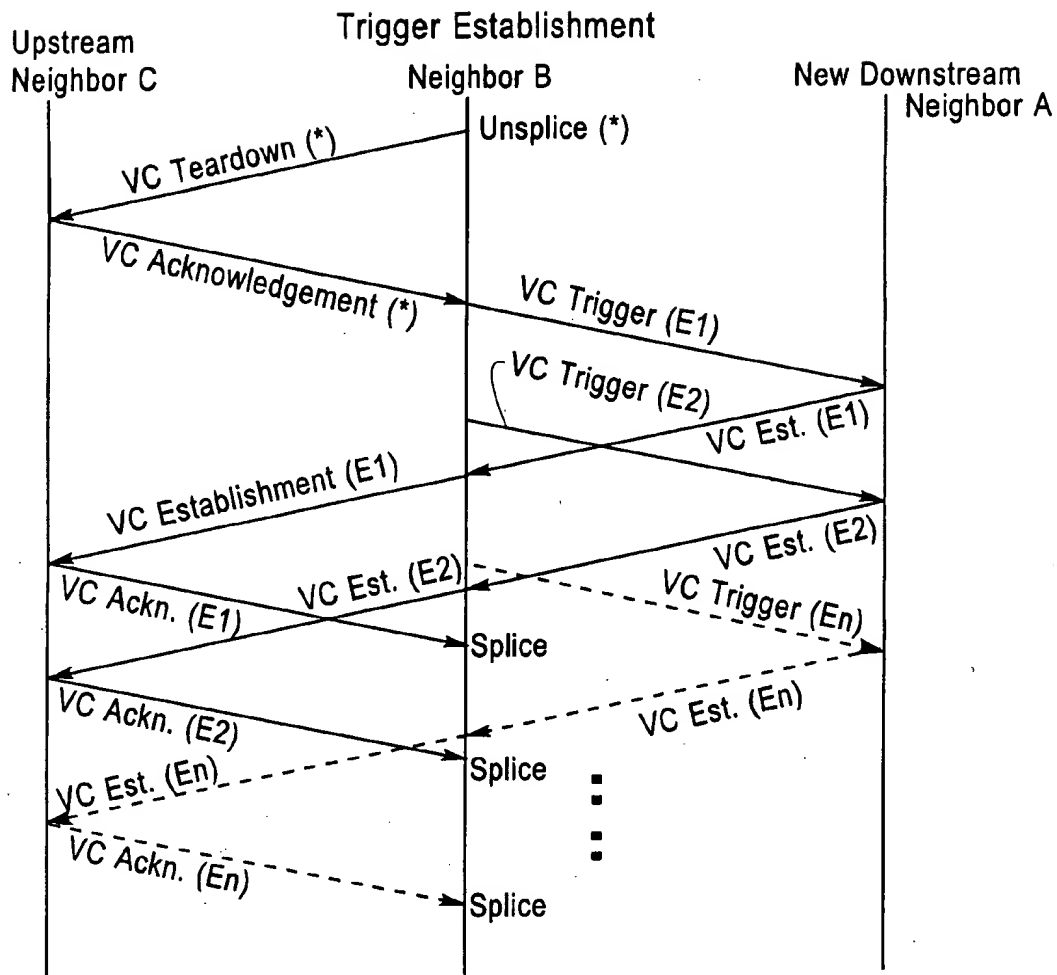 Trigger Establishment
Upstream
Neighbor C
Neighbor B
New Downstream
Neighbor A
Unsplice (*)
VC Teardown (*)
VC Acknowledgement (*)
VC Trigger (E1)
VC Trigger (E2)
VC Est. (E1)
VC Establishment (E1)
VC Est. (E2)
VC Est. (E2)
VC Ackn. (E1)
VC Trigger (En)
Splice
VC Ackn. (E2)
VC Est. (En)
Splice
VC Est. (En)
VC Ackn. (En)
Splice